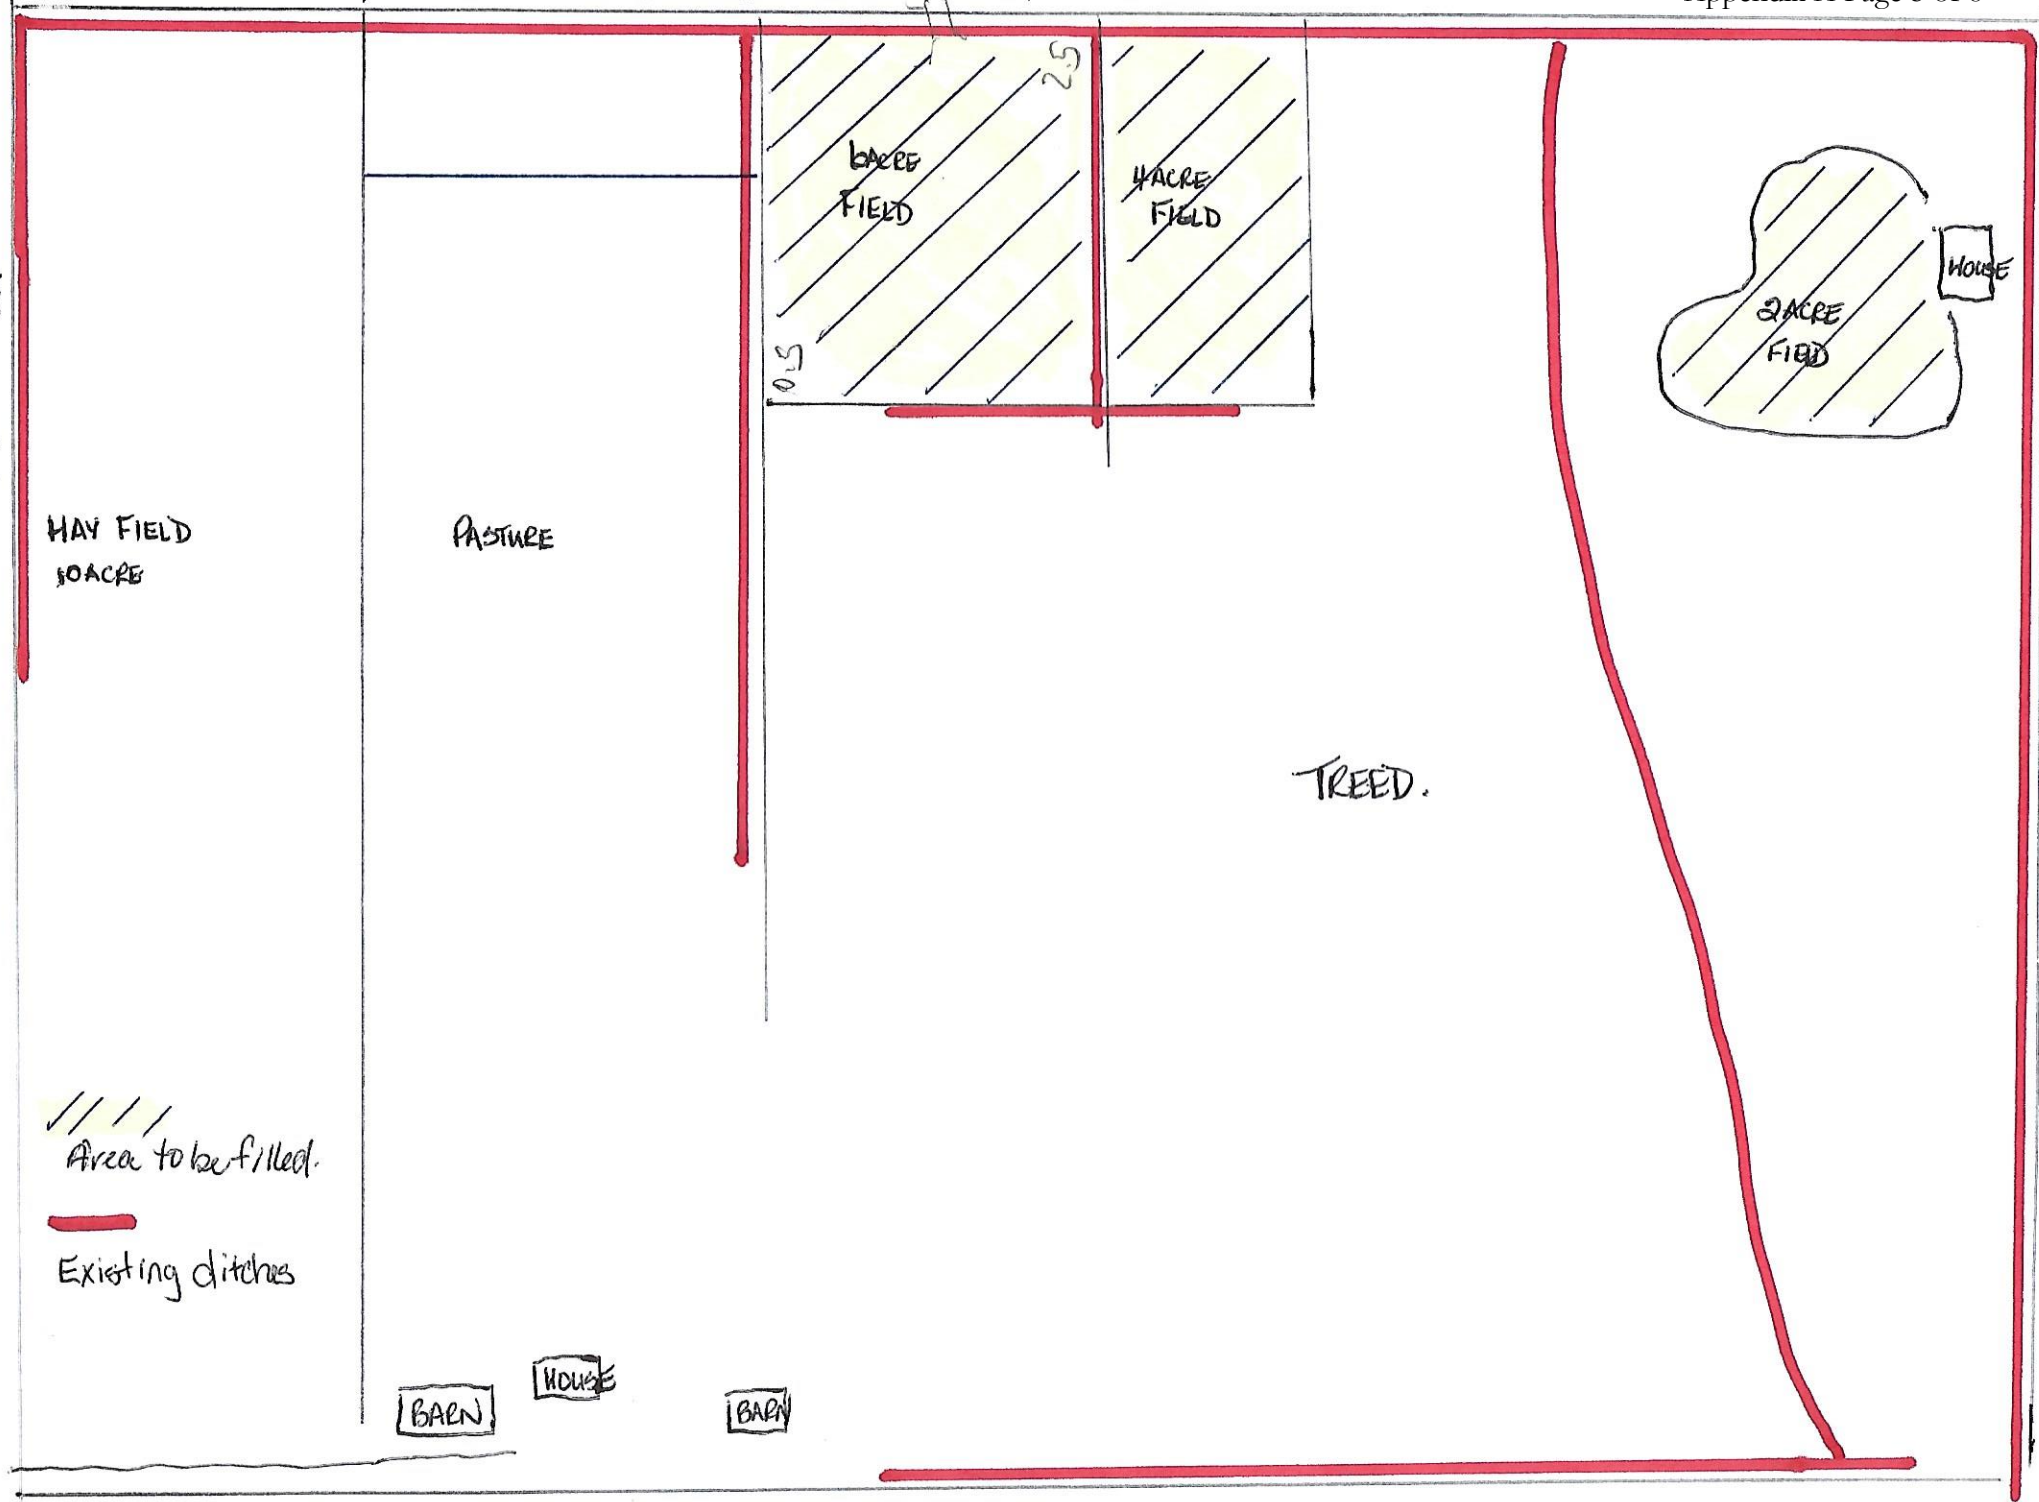 2.5
6ACRE
FIELD
4ACRE
FIELD
HOUSE
2ACRE
FIELD
0.5
HAY FIELD
10ACRE
PASTURE
TREED.
Area to be filled.
Existing ditches
HOUSE
BARN
BARN